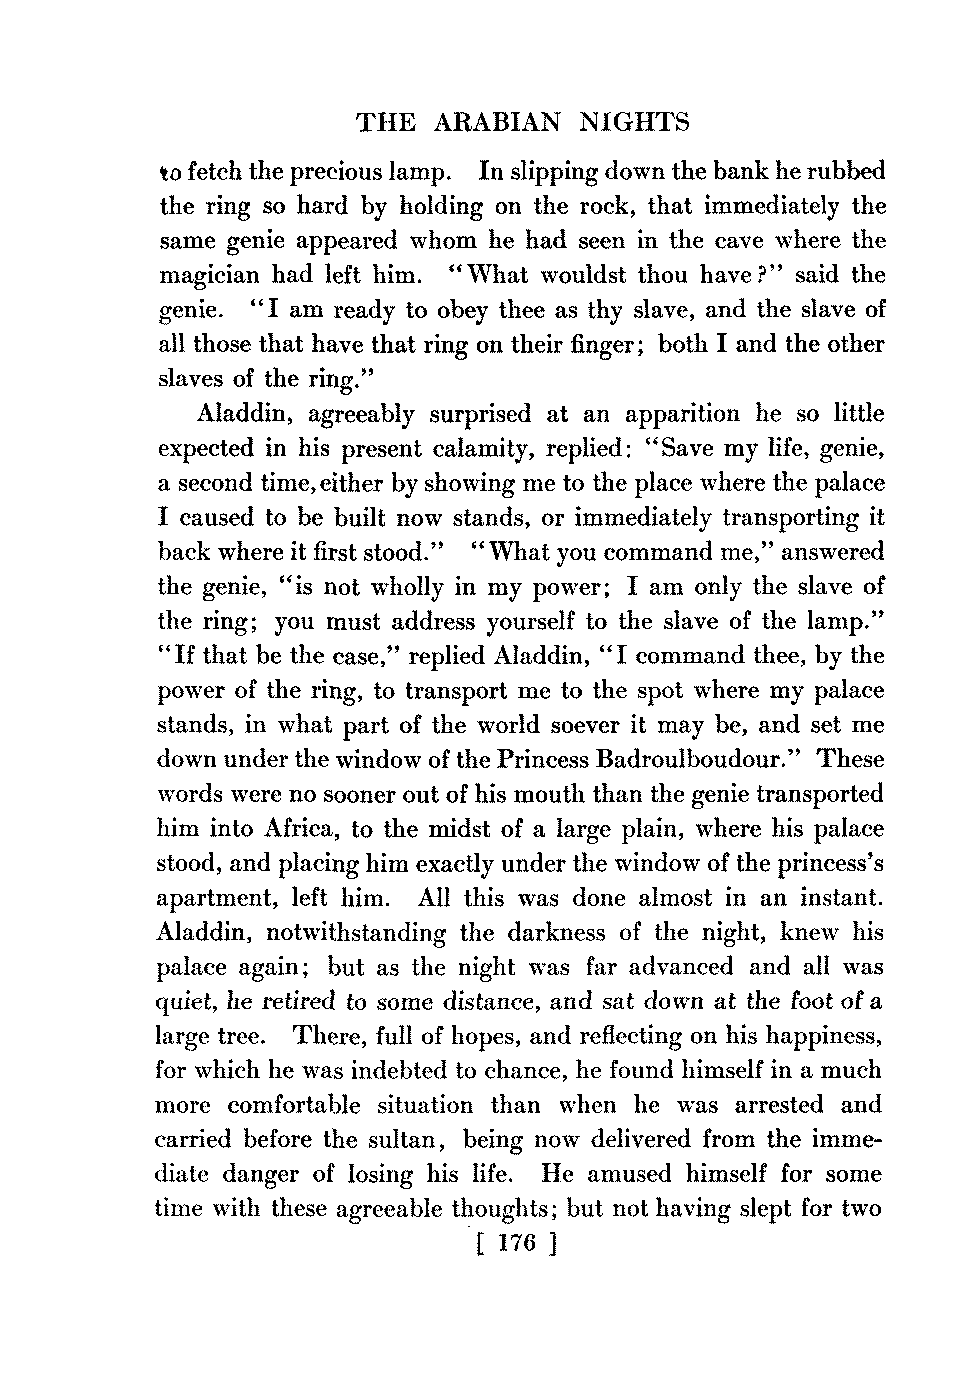 THE ARABIAN NIGHTS
to fetch the precious lamp. In slipping down the bank he rubbed
the ring so hard by holding on the rock, that immediately the
same genie appeared whom he had seen in the cave where the
magician had left him. "What wouldst thou have?" said the
genie. "I am ready to obey thee as thy slave, and the slave of
all those that have that ring on their finger; both I and the other
slaves of the ring."
Aladdin, agreeably surprised at an apparition he so little
expected in his present calamity, replied: "Save my life, genie,
a second time, either by showing me to the place where the palace
I caused to be built now stands, or immediately transporting it
back where it first stood." "What you command me," answered
the genie, "is not wholly in my power; I am only the slave of
the ring; you must address yourself to the slave of the lamp."
"If that be the case," replied Aladdin, "I command thee, by the
power of the ring, to transport me to the spot where my palace
stands, in what part of the world soever it may be, and set me
down under the window of the Princess Badroulboudour." These
words were no sooner out of his mouth than the genie transported
him into Africa, to the midst of a large plain, where his palace
stood, and placing him exactly under the window of the princess's
apartment, left him. All this was done almost in an instant.
Aladdin, notwithstanding the darkness of the night, knew his
palace again; but as the night was far advanced and all was
quiet, he retired to some distance, and sat down at the foot of a
large tree. There, full of hopes, and reflecting on his happiness,
for which he was indebted to chance, he found himself in a much
more comfortable situation than when he was arrested and
carried before the sultan, being now delivered from the imme-
diate danger of losing his life. He amused himself for some
time with these agreeable thoughts; but not having slept for two
[ 176 ]